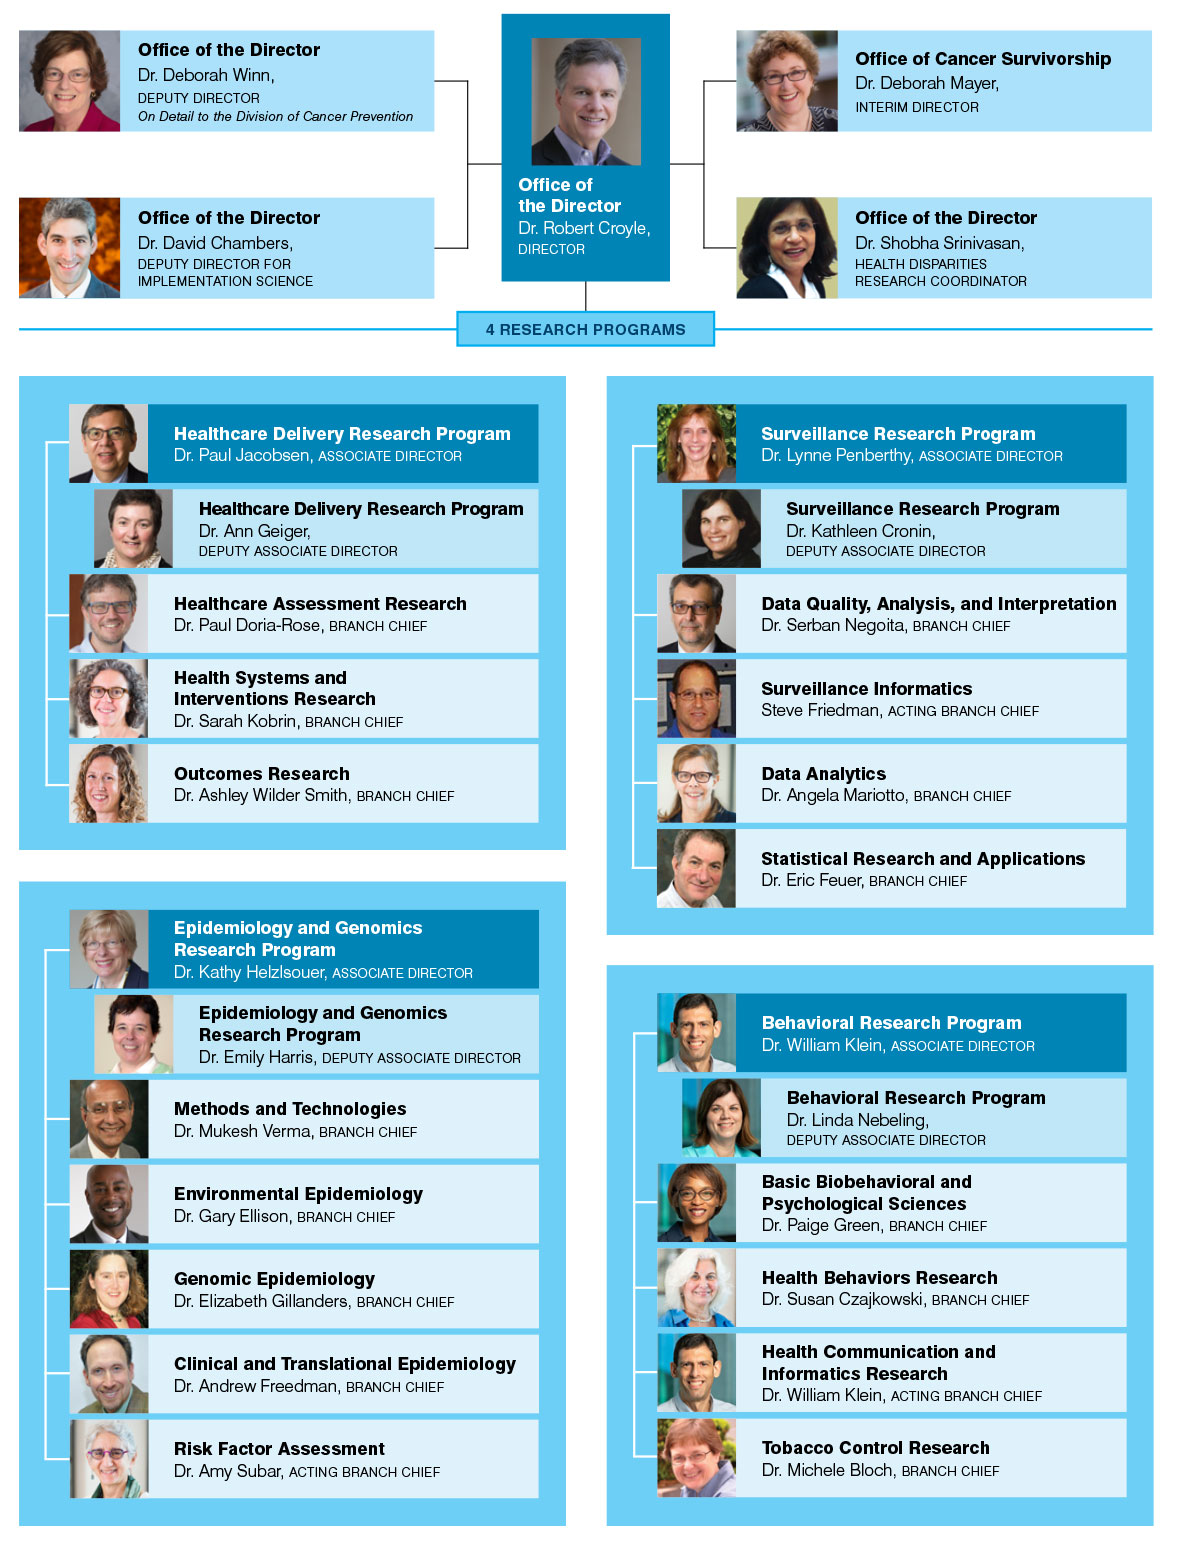 Office of the Director
Dr. Deborah Winn,
DEPUTY DIRECTOR
On Detail to the Division of Cancer Prevention
Office of the Director
Dr. David Chambers,
DEPUTY DIRECTOR FOR
IMPLEMENTATION SCIENCE
Office of
the Director
Dr. Robert Croyle,
DIRECTOR
Office of Cancer Survivorship
Dr. Deborah Mayer,
INTERIM DIRECTOR
Office of the Director
Dr. Shobha Srinivasan,
HEALTH DISPARITIES
RESEARCH COORDINATOR
4 RESEARCH PROGRAMS
Healthcare Delivery Research Program
Dr. Paul Jacobsen, ASSOCIATE DIRECTOR
Healthcare Delivery Research Program
Dr. Ann Geiger,
DEPUTY ASSOCIATE DIRECTOR
Healthcare Assessment Research
Dr. Paul Doria-Rose, BRANCH CHIEF
Health Systems and
Interventions Research
Dr. Sarah Kobrin, BRANCH CHIEF
Outcomes Research
Dr. Ashley Wilder Smith, BRANCH CHIEF
Surveillance Research Program
Dr. Lynne Penberthy, ASSOCIATE DIRECTOR
Surveillance Research Program
Dr. Kathleen Cronin,
DEPUTY ASSOCIATE DIRECTOR
Data Quality, Analysis, and Interpretation
Dr. Serban Negoita, BRANCH CHIEF
Surveillance Informatics
Steve Friedman, ACTING BRANCH CHIEF
Data Analytics
Dr. Angela Mariotto, BRANCH CHIEF
Statistical Research and Applications
Dr. Eric Feuer, BRANCH CHIEF
Epidemiology and Genomics
Research Program
Dr. Kathy Helzlsouer, ASSOCIATE DIRECTOR
Epidemiology and Genomics
Research Program
Dr. Emily Harris, DEPUTY ASSOCIATE DIRECTOR
Methods and Technologies
Dr. Mukesh Verma, BRANCH CHIEF
Environmental Epidemiology
Dr. Gary Ellison, BRANCH CHIEF
Genomic Epidemiology
Dr. Elizabeth Gillanders, BRANCH CHIEF
Clinical and Translational Epidemiology
Dr. Andrew Freedman, BRANCH CHIEF
Risk Factor Assessment
Dr. Amy Subar, ACTING BRANCH CHIEF
Behavioral Research Program
Dr. William Klein, ASSOCIATE DIRECTOR
Behavioral Research Program
Dr. Linda Nebeling,
DEPUTY ASSOCIATE DIRECTOR
Basic Biobehavioral and
Psychological Sciences
Dr. Paige Green, BRANCH CHIEF
Health Behaviors Research
Dr. Susan Czajkowski, BRANCH CHIEF
Health Communication and
Informatics Research
Dr. William Klein, ACTING BRANCH CHIEF
Tobacco Control Research
Dr. Michele Bloch, BRANCH CHIEF